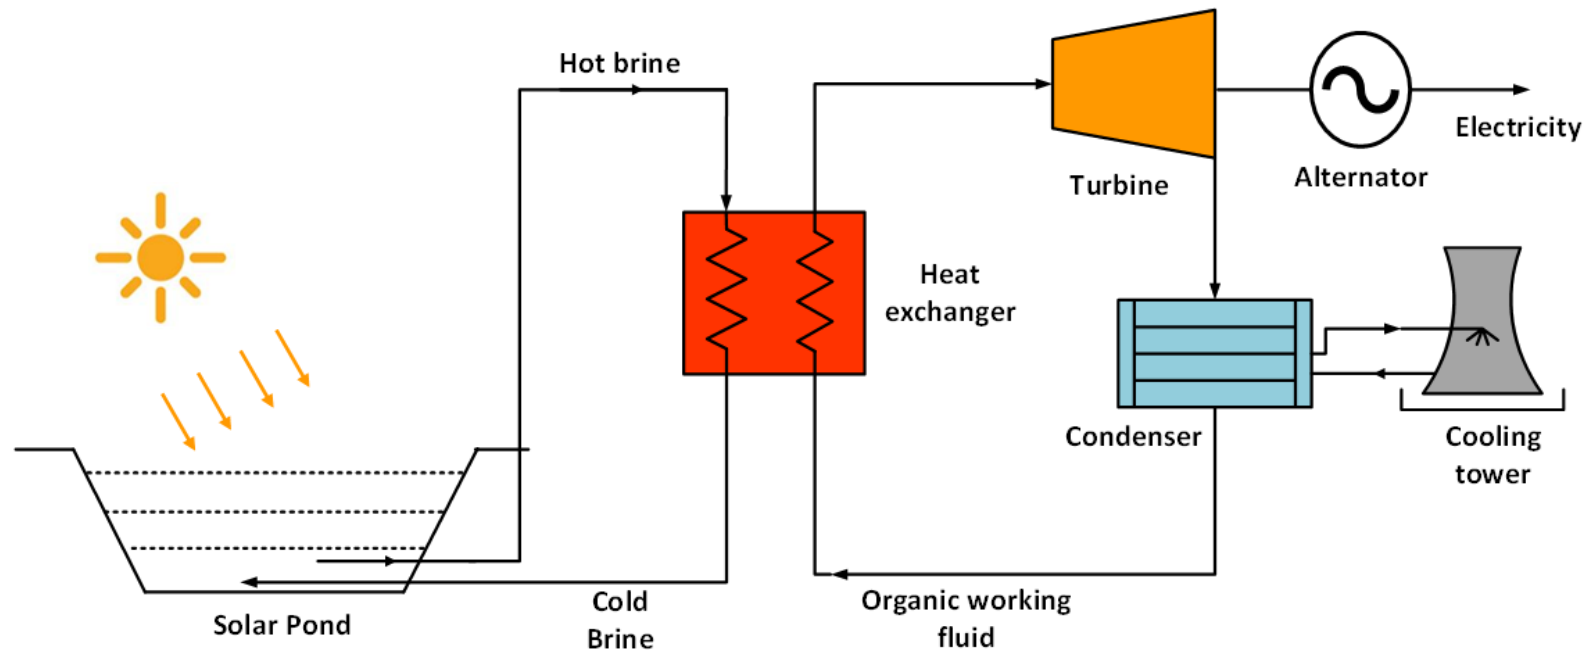 Hot brine
Electricity
Turbine
Alternator
Heat
exchanger
Condenser
Cooling
tower
Cold
Brine
Organic working
fluid
Solar Pond